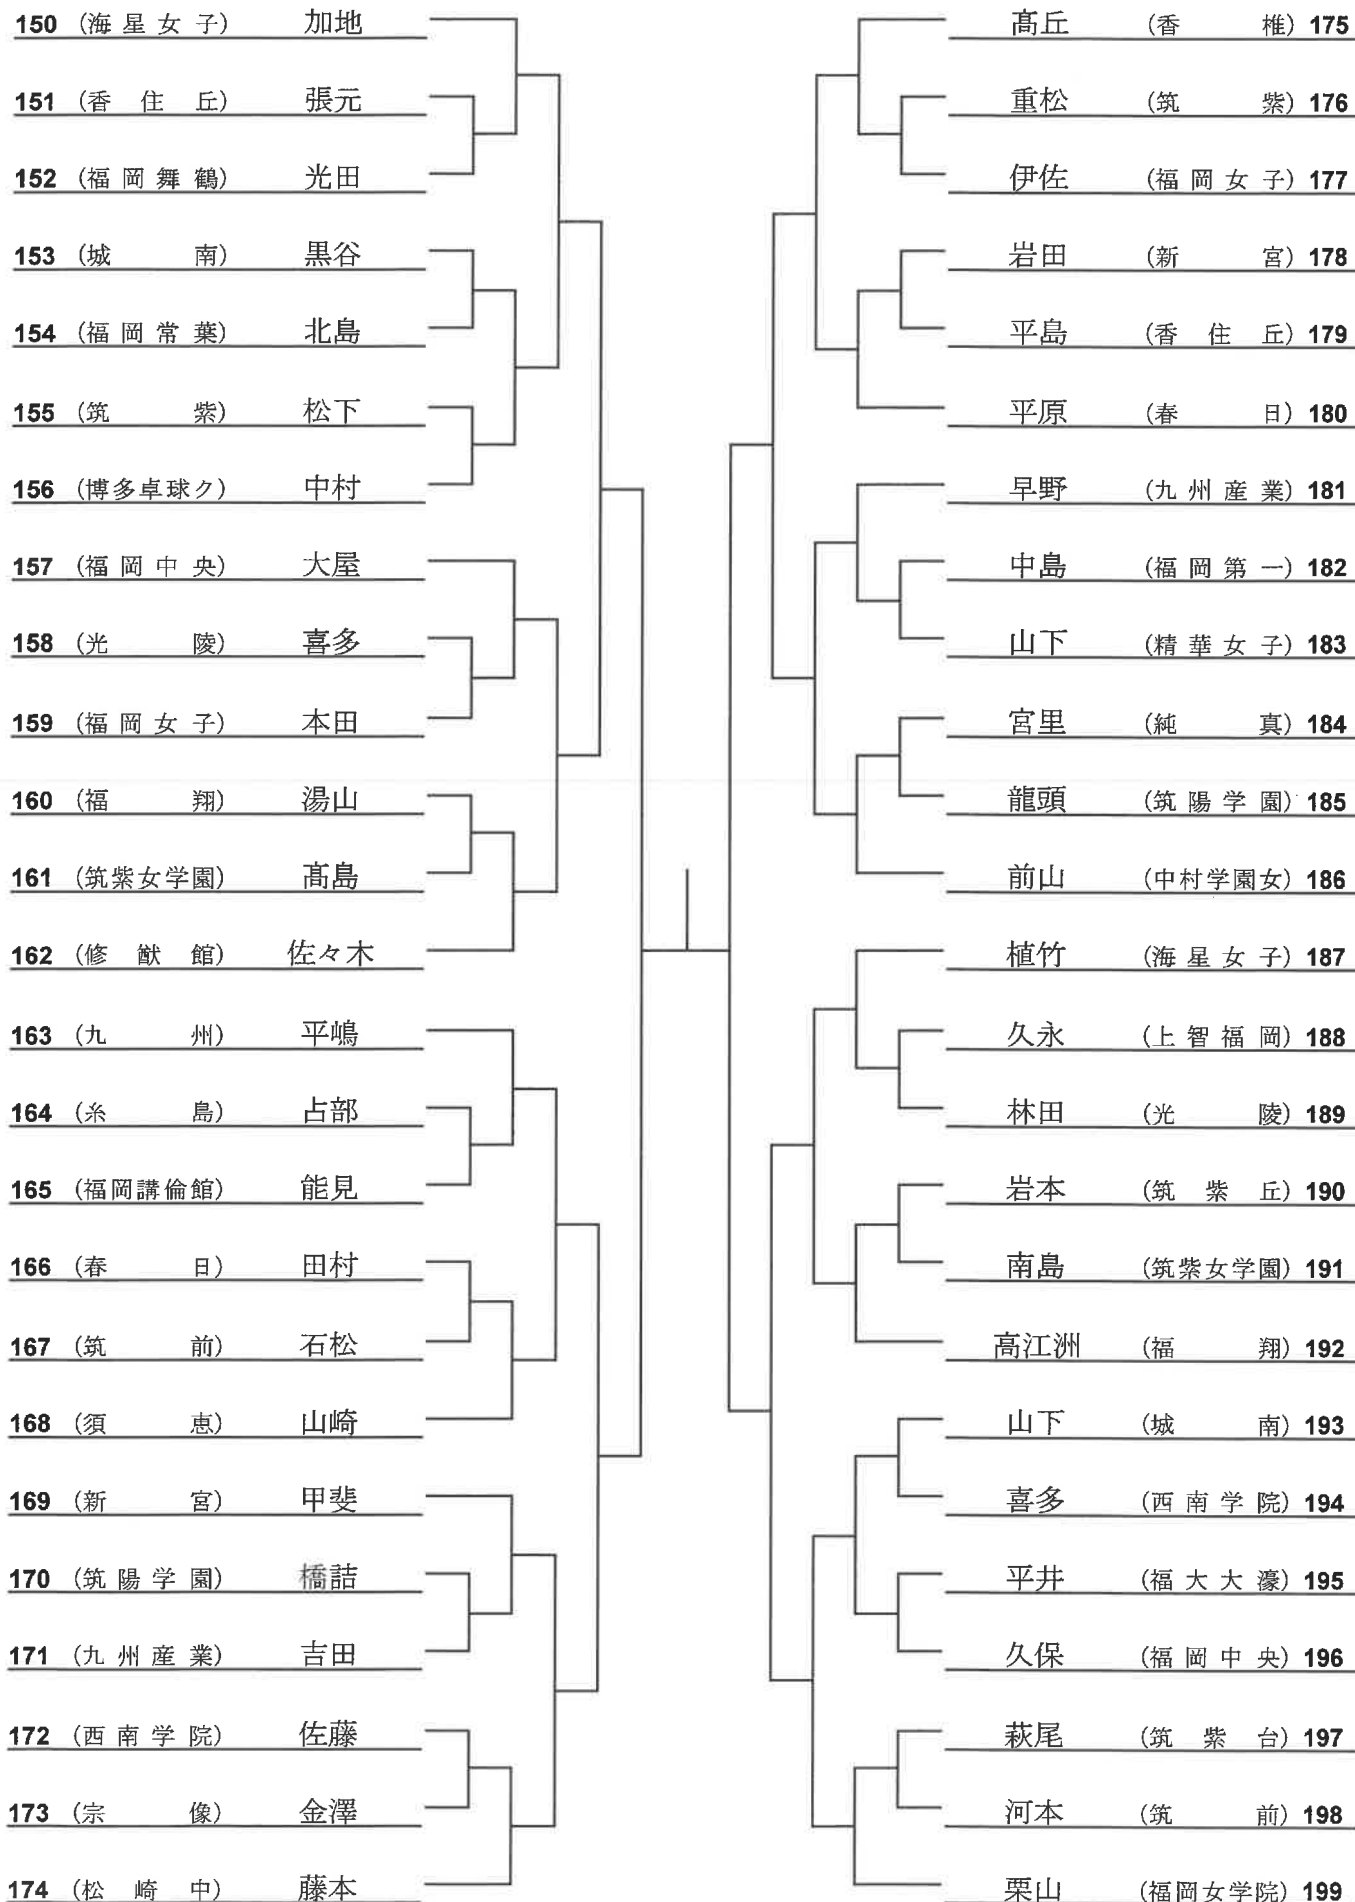 150 (海星女子) 加地
151 (香住丘) 張元
152 (福岡舞鶴) 光田
153 (城南) 黒谷
154 (福岡常葉) 北島
155 (筑紫) 松下
156 (博多卓球ク) 中村
157 (福岡中央) 大屋
158 (光陵) 喜多
159 (福岡女子) 本田
160 (福翔) 湯山
161 (筑紫女学園) 髙島
162 (修猷館) 佐々木
163 (九州) 平嶋
164 (糸島) 占部
165 (福岡講倫館) 能見
166 (春日) 田村
167 (筑前) 石松
168 (須恵) 山崎
169 (新宮) 甲斐
170 (筑陽学園) 橋詰
171 (九州産業) 吉田
172 (西南学院) 佐藤
173 (宗像) 金澤
174 (松崎中) 藤本
髙丘 (香椎) 175
重松 (筑紫) 176
伊佐 (福岡女子) 177
岩田 (新宮) 178
平島 (香住丘) 179
平原 (春日) 180
早野 (九州産業) 181
中島 (福岡第一) 182
山下 (精華女子) 183
宮里 (純真) 184
龍頭 (筑陽学園) 185
前山 (中村学園女) 186
植竹 (海星女子) 187
久永 (上智福岡) 188
林田 (光陵) 189
岩本 (筑紫丘) 190
南島 (筑紫女学園) 191
高江洲 (福翔) 192
山下 (城南) 193
喜多 (西南学院) 194
平井 (福大大濠) 195
久保 (福岡中央) 196
萩尾 (筑紫台) 197
河本 (筑前) 198
栗山 (福岡女学院) 199